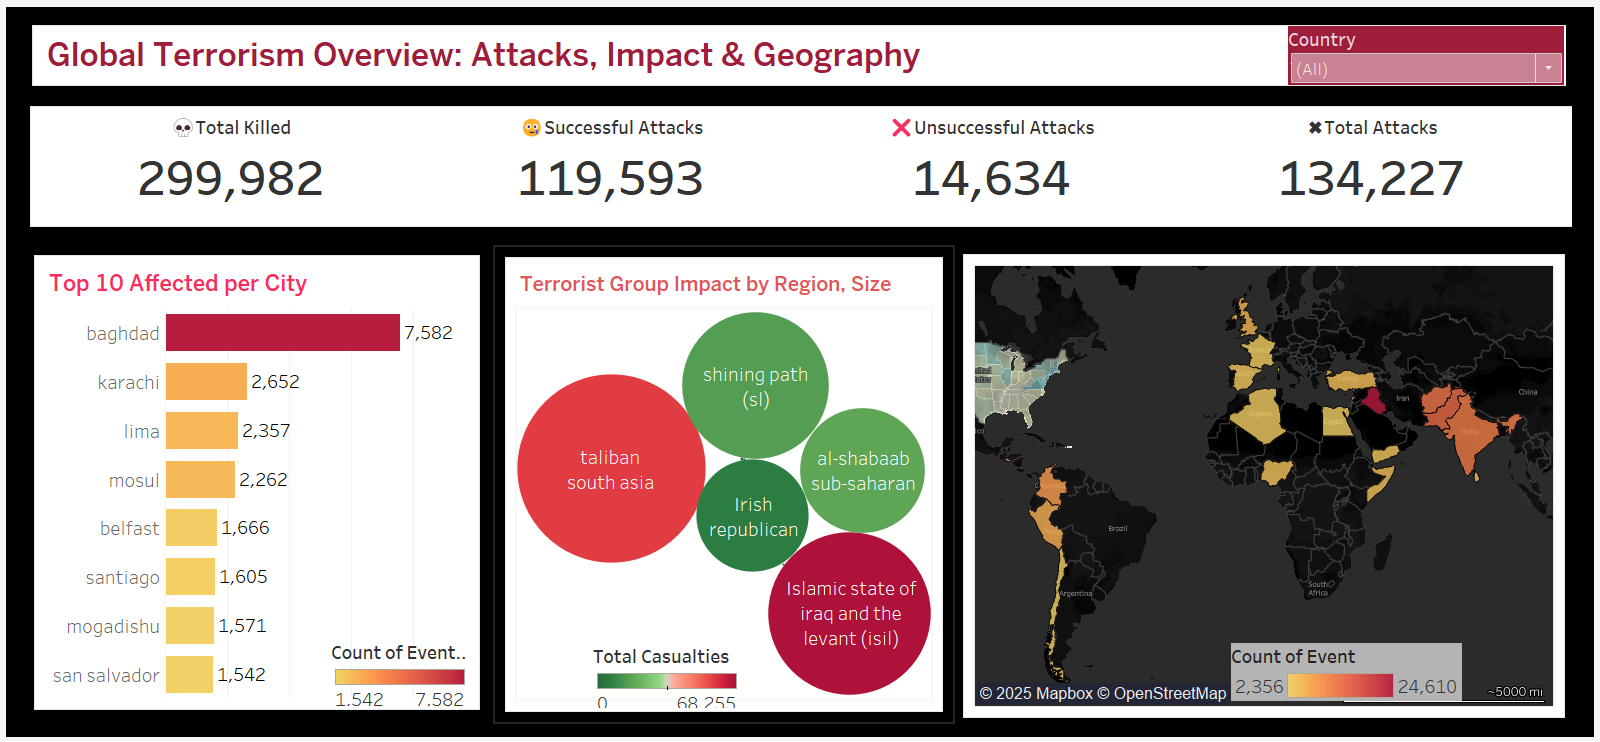 Global Terrorism Overview: Attacks, Impact & Geography
Country
(All)
Total Killed
299,982
Successful Attacks
119,593
Unsuccessful Attacks
14,634
Total Attacks
134,227
Top 10 Affected per City
baghdad 7,582
karachi 2,652
lima 2,357
mosul 2,262
belfast 1,666
santiago 1,605
mogadishu 1,571
san salvador 1,542
Count of Event..
1,542 7,582
Terrorist Group Impact by Region, Size
shining path
(sl)
taliban
south asia
al-shabaab
sub-saharan
Irish
republican
Islamic state of
iraq and the
levant (isil)
Total Casualties
0 68,255
Turkey
Iran
China
Algeria
Egypt
India
Colombia
Brazil
South
Africa
Argentina
Count of Event
2,356 24,610
© 2025 Mapbox © OpenStreetMap
~5000 mi